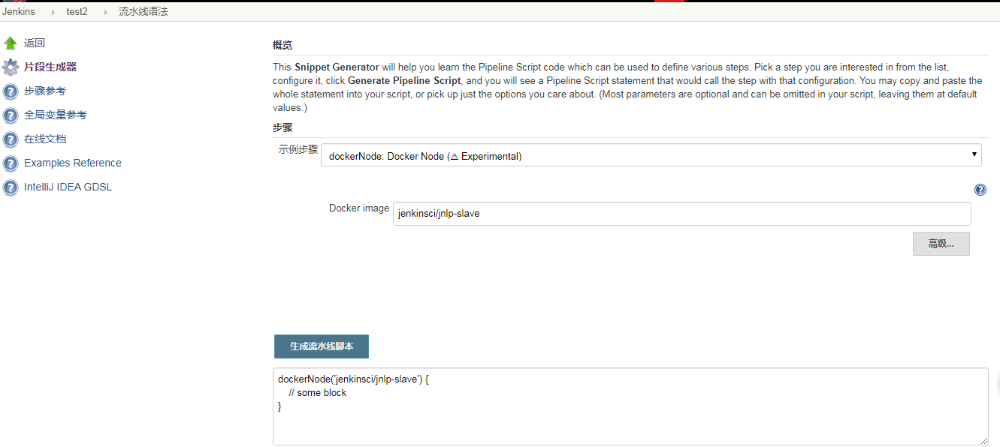 Jenkins test2 流水线语法
返回
片段生成器
步骤参考
全局变量参考
在线文档
Examples Reference
IntelliJ IDEA GDSL
概览
This Snippet Generator will help you learn the Pipeline Script code which can be used to define various steps. Pick a step you are interested in from the list,
configure it, click Generate Pipeline Script, and you will see a Pipeline Script statement that would call the step with that configuration. You may copy and paste the
whole statement into your script, or pick up just the options you care about. (Most parameters are optional and can be omitted in your script, leaving them at default
values.)
步骤
示例步骤 dockerNode: Docker Node (⚠ Experimental)
Docker image jenkinsci/jnlp-slave
高级...
生成流水线脚本
dockerNode('jenkinsci/jnlp-slave') {
// some block
}